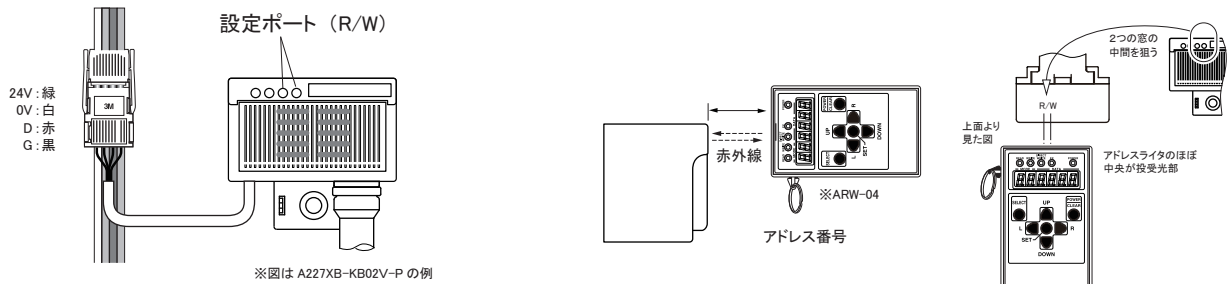 設定ポート (R/W)
24V : 緑
0V : 白
D : 赤
G : 黒
3M
※図は A227XB-KB02V-P の例
赤外線
※ARW-04
アドレス番号
SELECT
POWER
CLEAR
UP
DOWN
L
R
SET
2つの窓の
中間を狙う
R/W
上面より
見た図
アドレスライタのほぼ
中央が投受光部
SELECT
UP
POWER
CLEAR
L
R
SET
DOWN